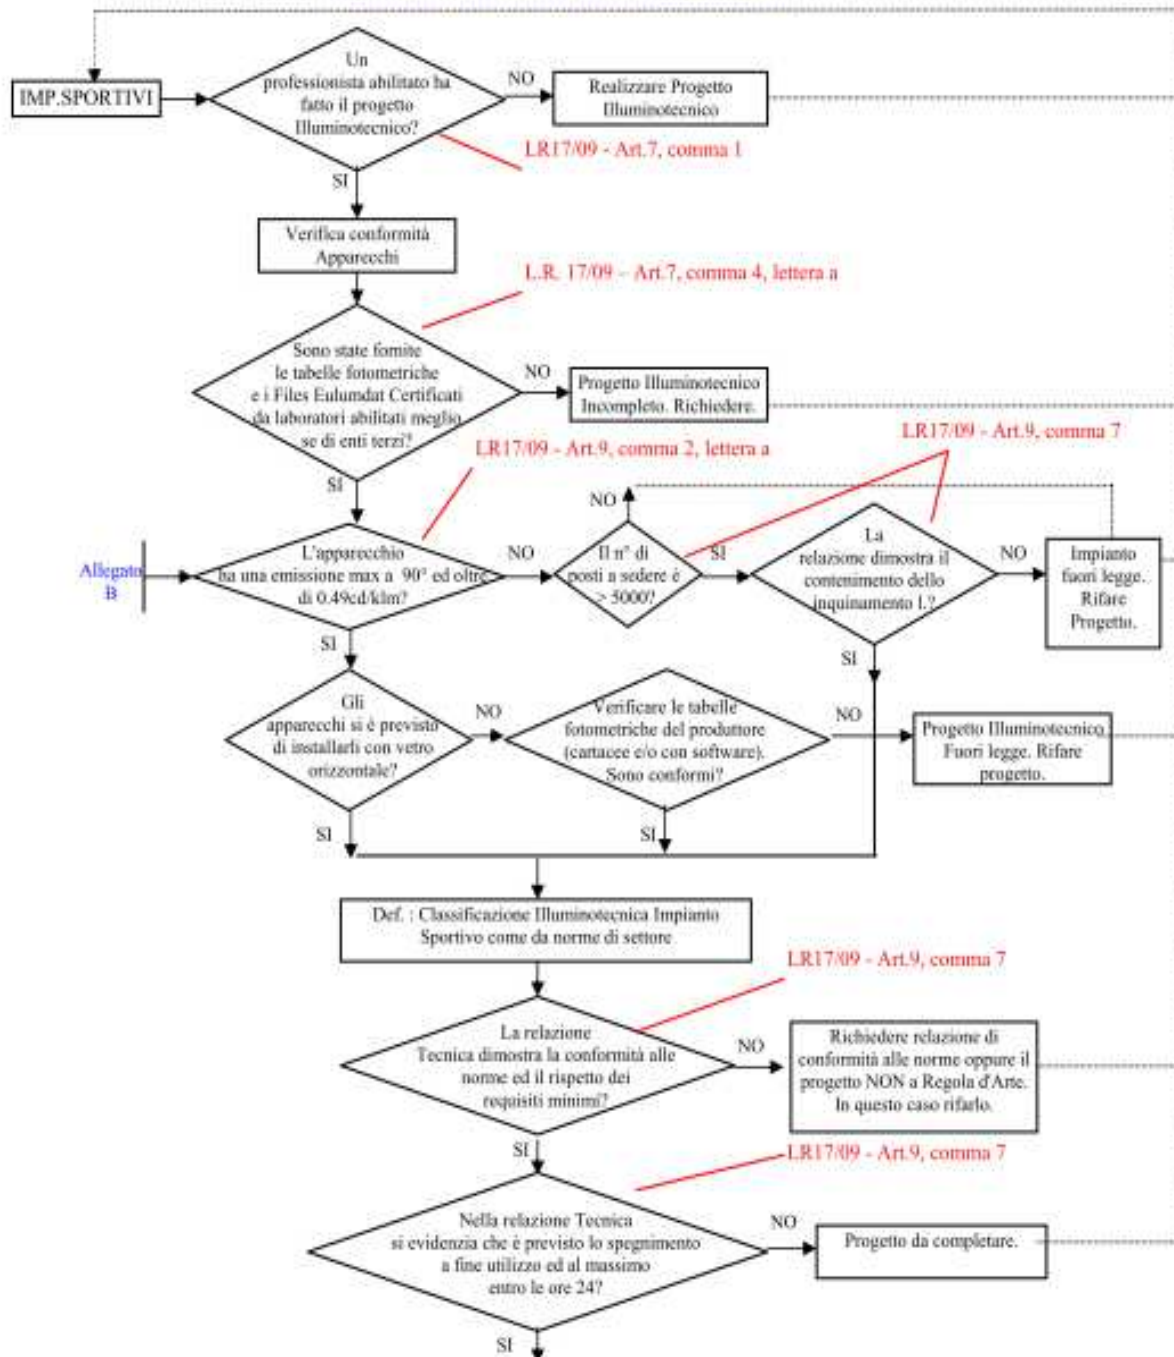 IMP.SPORTIVI
Un
professionista abilitato ha
fatto il progetto
Illuminotecnico?
NO
Realizzare Progetto
Illuminotecnico
LR17/09 - Art.7, comma 1
SI
Verifica conformità
Apparecchi
L.R. 17/09 – Art.7, comma 4, lettera a
Sono state fornite
le tabelle fotometriche
e i Files Eulumdat Certificati
da laboratori abilitati meglio
se di enti terzi?
NO
Progetto Illuminotecnico
Incompleto. Richiedere.
LR17/09 - Art.9, comma 2, lettera a
LR17/09 - Art.9, comma 7
SI
Allegato
B
L'apparecchio
ha una emissione max a 90° ed oltre
di 0.49cd/klm?
NO
NO
Il n° di
posti a sedere è
> 5000?
SI
La
relazione dimostra il
contenimento dello
inquinamento l.?
NO
Impianto
fuori legge.
Rifare
Progetto.
SI
SI
Gli
apparecchi si è previsto
di installarli con vetro
orizzontale?
NO
Verificare le tabelle
fotometriche del produttore
(cartacee e/o con software).
Sono conformi?
NO
Progetto Illuminotecnico
Fuori legge. Rifare
progetto.
SI
SI
Def. : Classificazione Illuminotecnica Impianto
Sportivo come da norme di settore
LR17/09 - Art.9, comma 7
La relazione
Tecnica dimostra la conformità alle
norme ed il rispetto dei
requisiti minimi?
NO
Richiedere relazione di
conformità alle norme oppure il
progetto NON a Regola d'Arte.
In questo caso rifarlo.
SI
LR17/09 - Art.9, comma 7
Nella relazione Tecnica
si evidenzia che è previsto lo spegnimento
a fine utilizzo ed al massimo
entro le ore 24?
NO
Progetto da completare.
SI